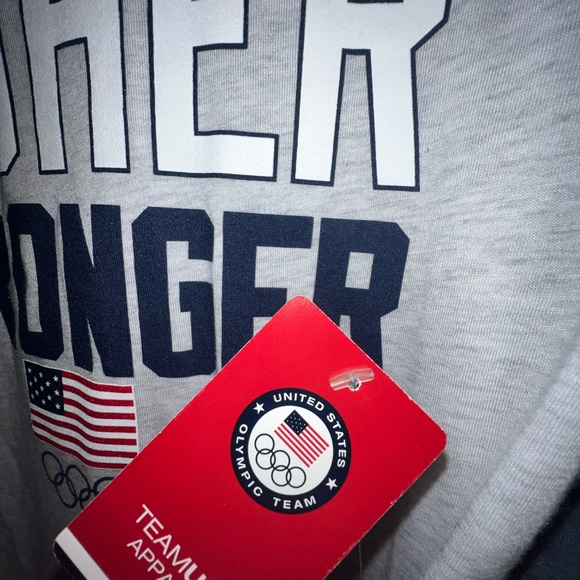 HER
ONGER
UNITED STATES
OLYMPIC TEAM
TEAMU
APPA